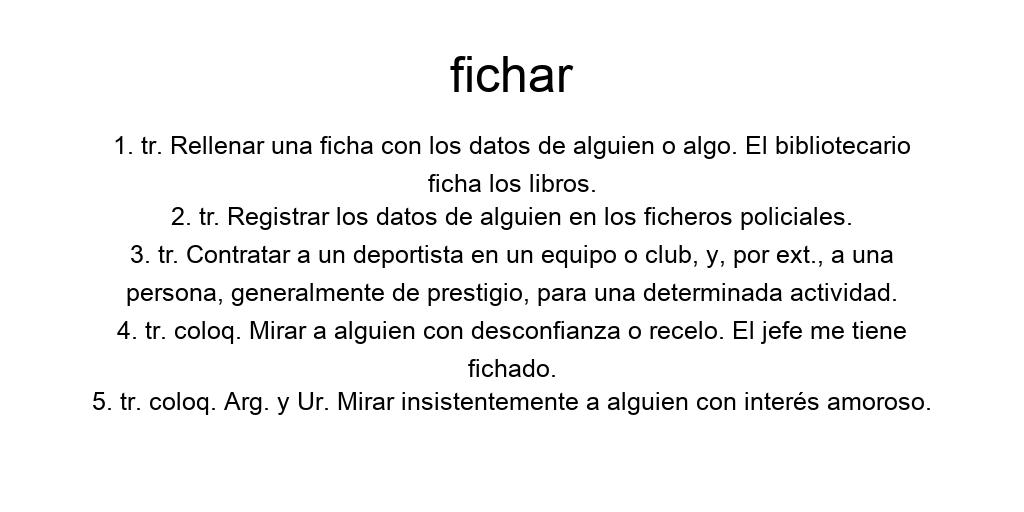 fichar
1. tr. Rellenar una ficha con los datos de alguien o algo. El bibliotecario
ficha los libros.
2. tr. Registrar los datos de alguien en los ficheros policiales.
3. tr. Contratar a un deportista en un equipo o club, y, por ext., a una
persona, generalmente de prestigio, para una determinada actividad.
4. tr. coloq. Mirar a alguien con desconfianza o recelo. El jefe me tiene
fichado.
5. tr. coloq. Arg. y Ur. Mirar insistentemente a alguien con interés amoroso.